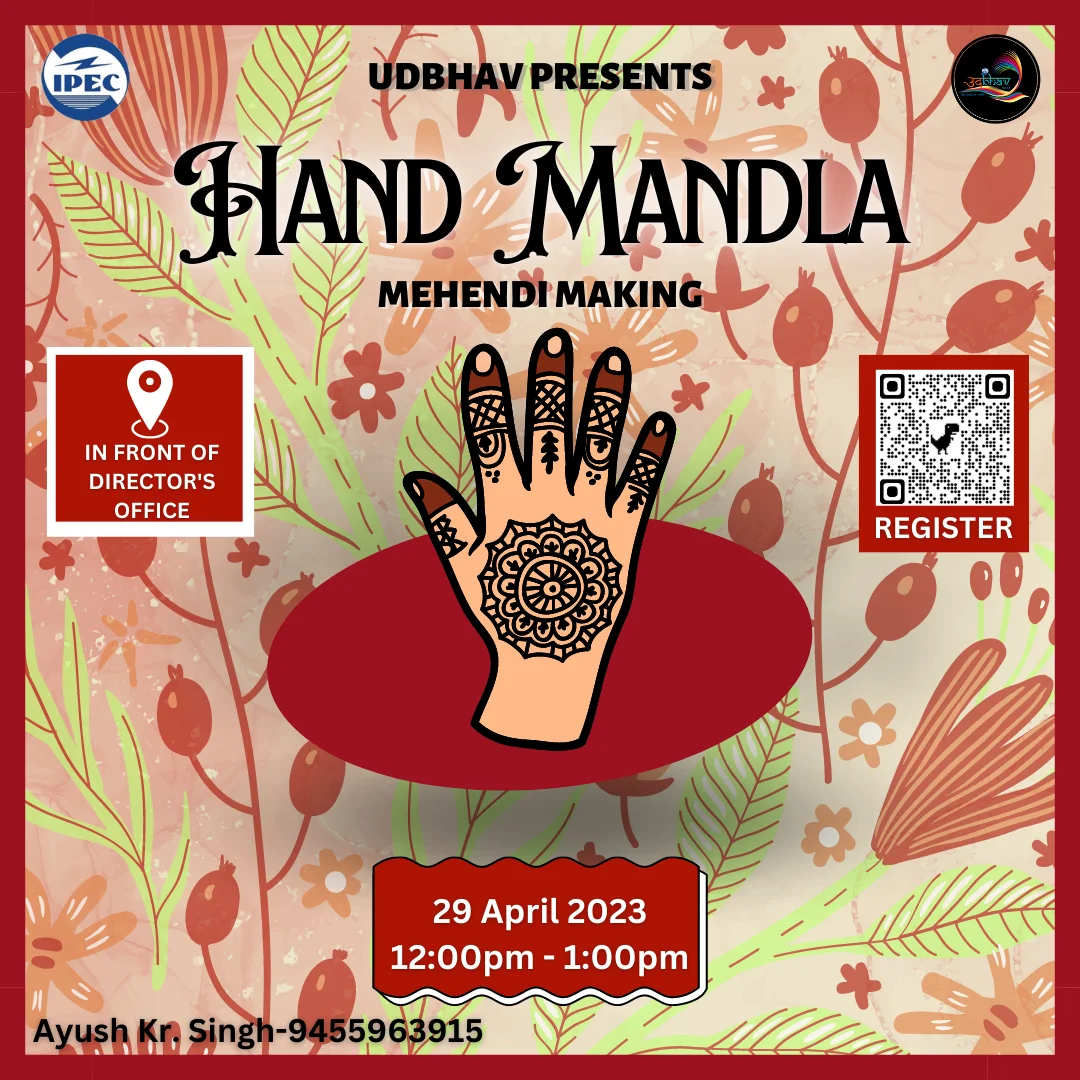 IPEC
UDBHAV PRESENTS
उदbhav
HAND MANDLA
MEHENDI MAKING
IN FRONT OF
DIRECTOR'S
OFFICE
REGISTER
29 April 2023
12:00pm - 1:00pm
Ayush Kr. Singh-9455963915